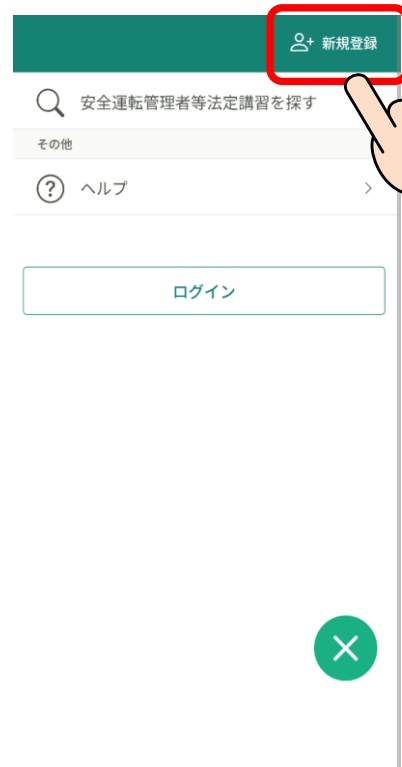 新規登録
安全運転管理者等法定講習を探す
その他
ヘルプ
ログイン